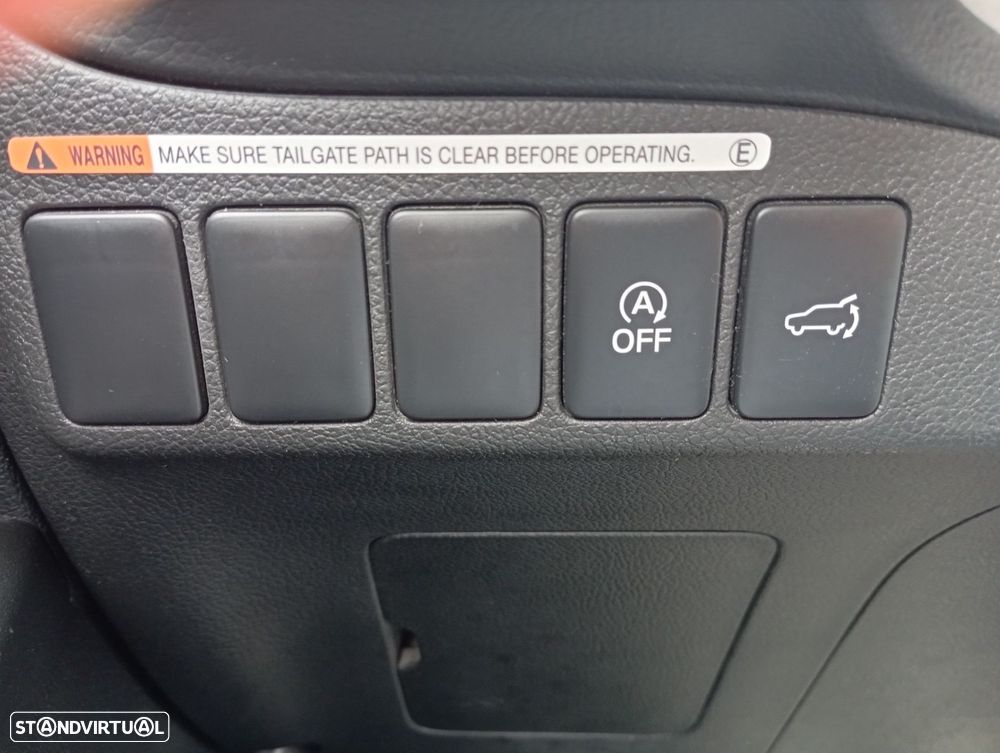 WARNING MAKE SURE TAILGATE PATH IS CLEAR BEFORE OPERATING. E
A
OFF
STANDVIRTUAL